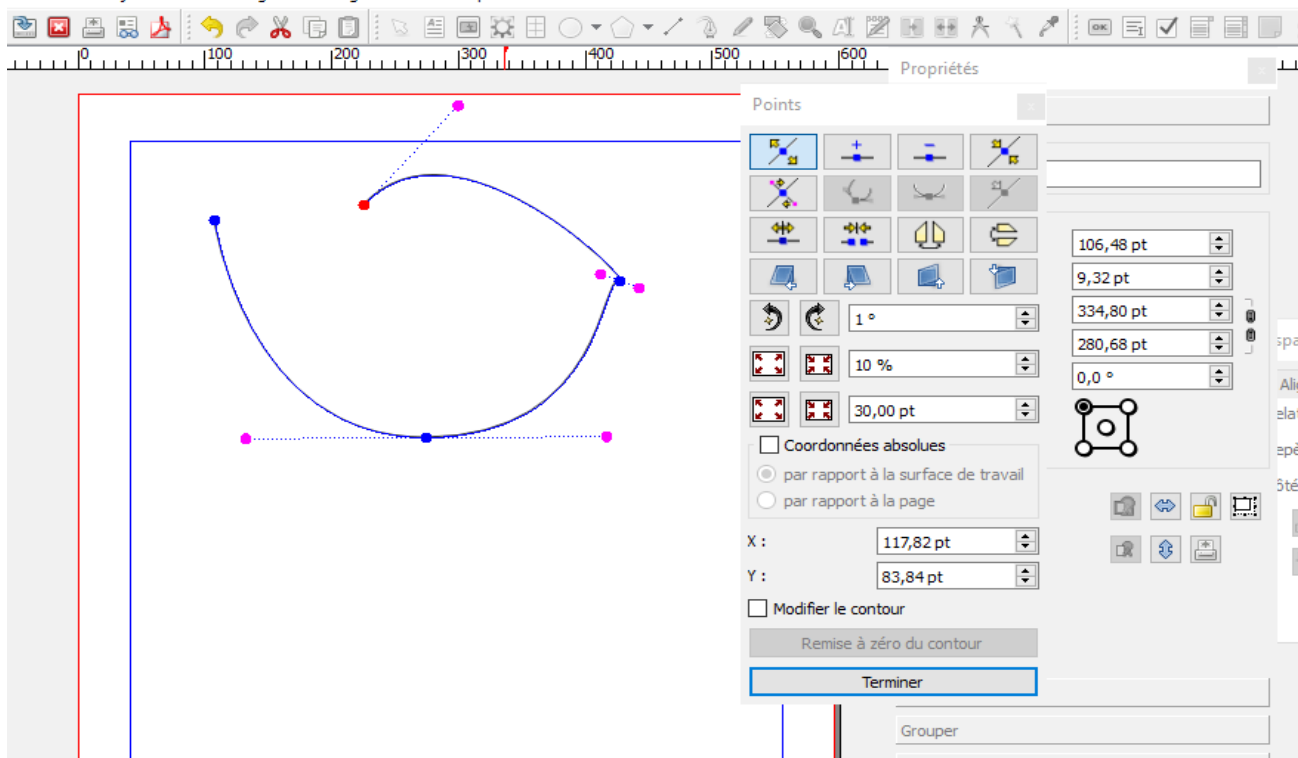 0 100 200 300 400 500 600
Propriétés
Points
106,48 pt
9,32 pt
334,80 pt
280,68 pt
0,0 °
1 °
10 %
30,00 pt
Coordonnées absolues
par rapport à la surface de travail
par rapport à la page
X :
117,82 pt
Y :
83,84 pt
Modifier le contour
Remise à zéro du contour
Terminer
Grouper
OK